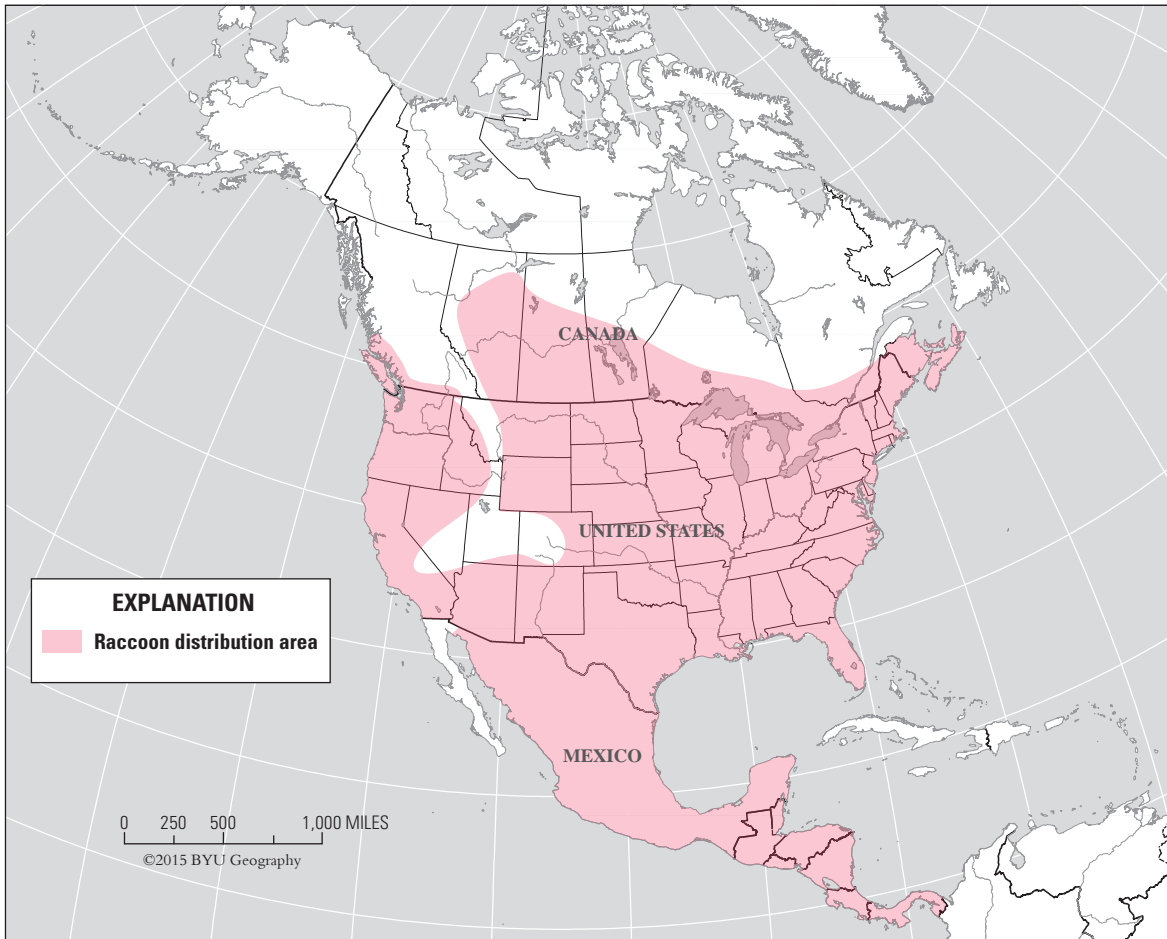 CANADA
UNITED STATES
MEXICO
EXPLANATION
Raccoon distribution area
0 250 500 1,000 MILES
©2015 BYU Geography